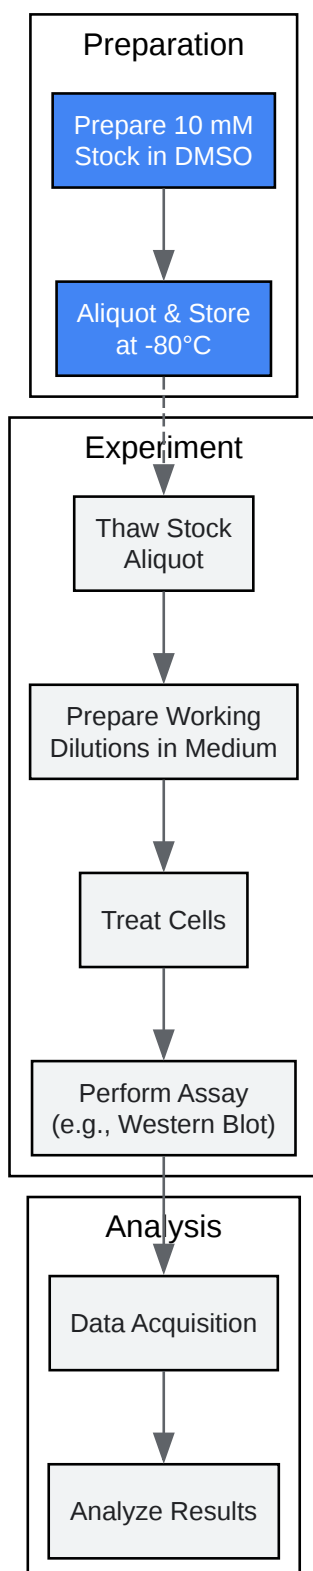 Preparation
Prepare 10 mM
Stock in DMSO
Aliquot & Store
at -80°C
Experiment
Thaw Stock
Aliquot
Prepare Working
Dilutions in Medium
Treat Cells
Perform Assay
(e.g., Western Blot)
Analysis
Data Acquisition
Analyze Results